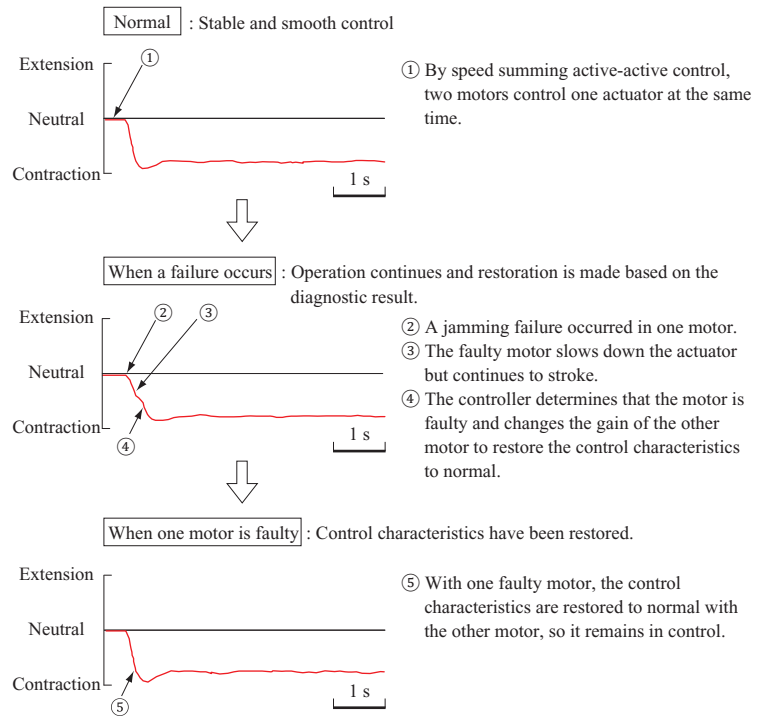 Normal : Stable and smooth control
①
Extension
Neutral
Contraction
1 s
① By speed summing active-active control,
two motors control one actuator at the same
time.
When a failure occurs : Operation continues and restoration is made based on the
diagnostic result.
② ③
Extension
Neutral
Contraction
④
1 s
② A jamming failure occurred in one motor.
③ The faulty motor slows down the actuator
but continues to stroke.
④ The controller determines that the motor is
faulty and changes the gain of the other
motor to restore the control characteristics
to normal.
When one motor is faulty : Control characteristics have been restored.
Extension
Neutral
Contraction
⑤
1 s
⑤ With one faulty motor, the control
characteristics are restored to normal with
the other motor, so it remains in control.